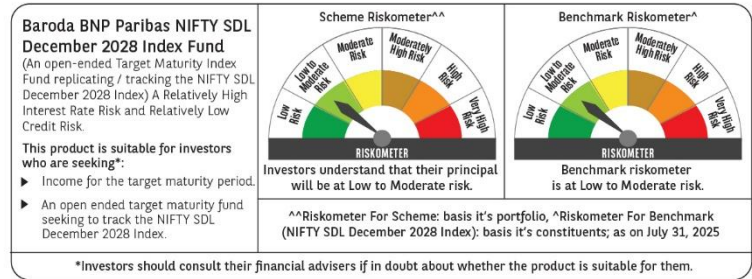 Baroda BNP Paribas NIFTY SDL
December 2028 Index Fund
(An open-ended Target Maturity Index
Fund replicating / tracking the NIFTY SDL
December 2028 Index) A Relatively High
Interest Rate Risk and Relatively Low
Credit Risk.
This product is suitable for investors
who are seeking*:
▶ Income for the target maturity period.
▶ An open ended target maturity fund
seeking to track the NIFTY SDL
December 2028 Index.
Scheme Riskometer^^
Low Risk
Low to Moderate Risk
Moderate Risk
Moderately High Risk
High Risk
Very High Risk
RISKOMETER
Investors understand that their principal
will be at Low to Moderate risk.
Benchmark Riskometer^
Low Risk
Low to Moderate Risk
Moderate Risk
Moderately High Risk
High Risk
Very High Risk
RISKOMETER
Benchmark riskometer
is at Low to Moderate risk.
^^Riskometer For Scheme: basis it's portfolio, ^Riskometer For Benchmark
(NIFTY SDL December 2028 Index): basis it's constituents; as on July 31, 2025
*Investors should consult their financial advisers if in doubt about whether the product is suitable for them.